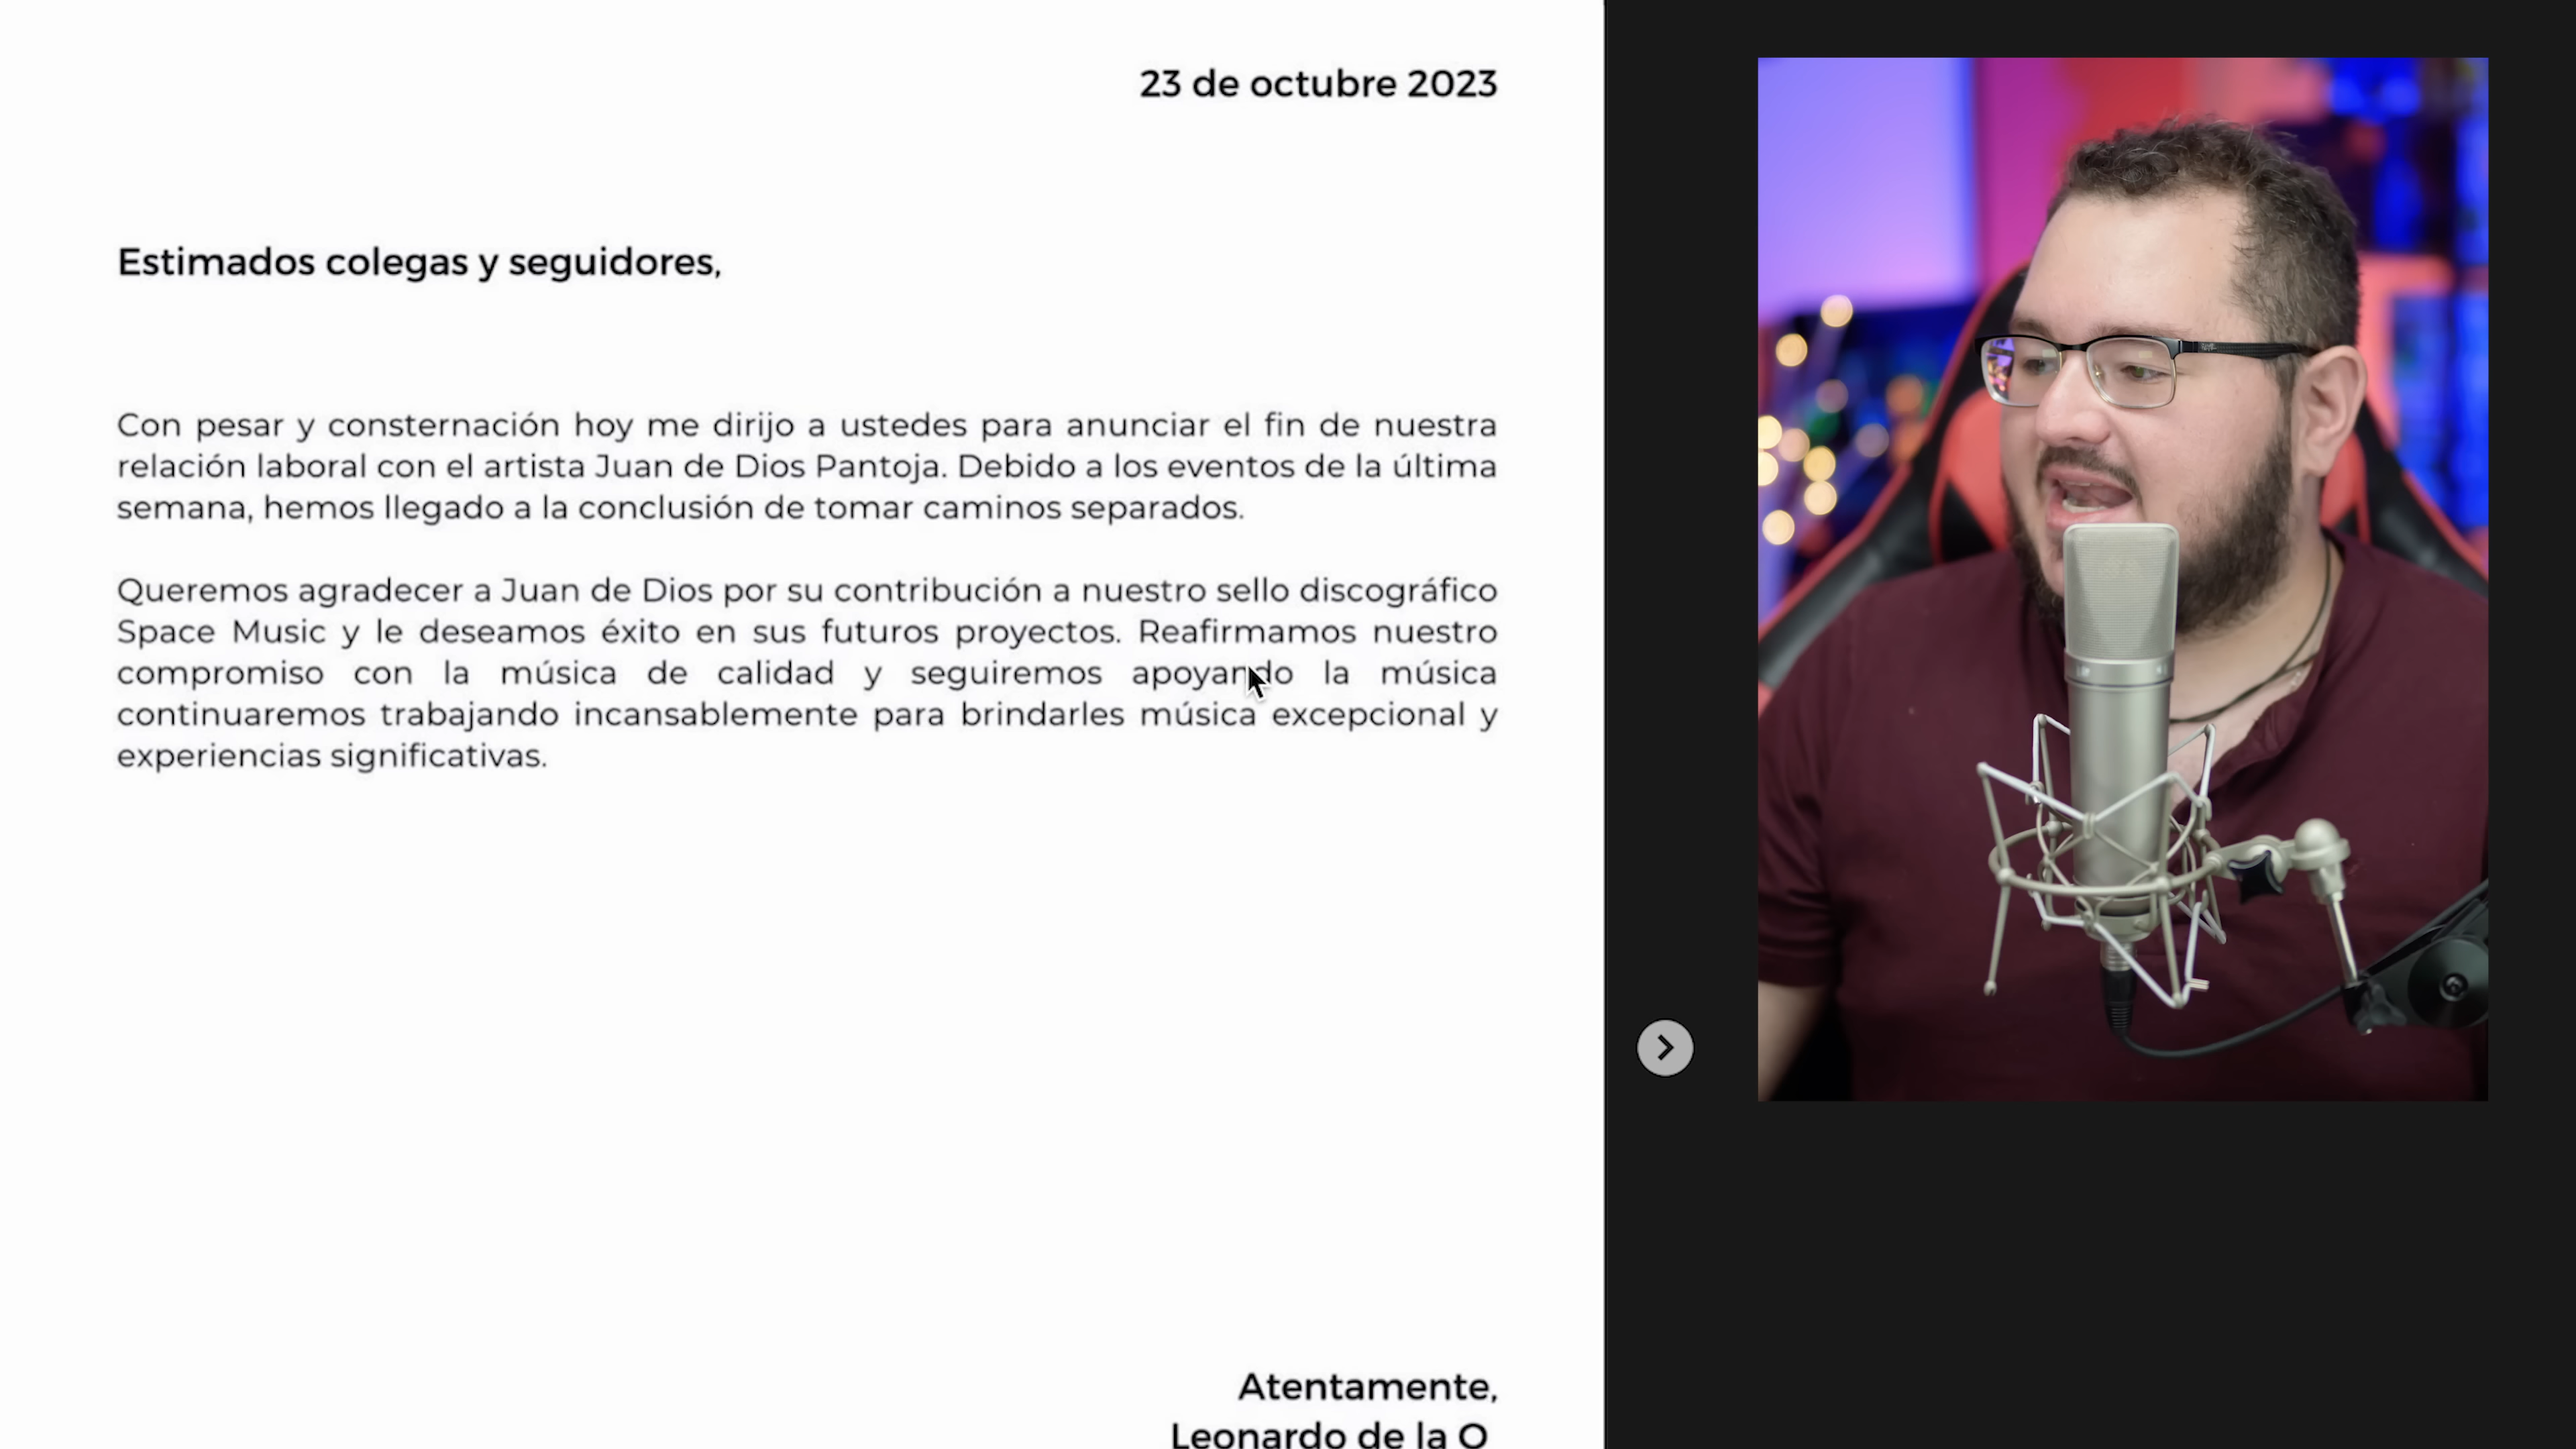 23 de octubre 2023
Estimados colegas y seguidores,
Con pesar y consternación hoy me dirijo a ustedes para anunciar el fin de nuestra
relación laboral con el artista Juan de Dios Pantoja. Debido a los eventos de la última
semana, hemos llegado a la conclusión de tomar caminos separados.
Queremos agradecer a Juan de Dios por su contribución a nuestro sello discográfico
Space Music y le deseamos éxito en sus futuros proyectos. Reafirmamos nuestro
compromiso con la música de calidad y seguiremos apoyando la música
continuaremos trabajando incansablemente para brindarles música excepcional y
experiencias significativas.
Atentamente,
Leonardo de la O